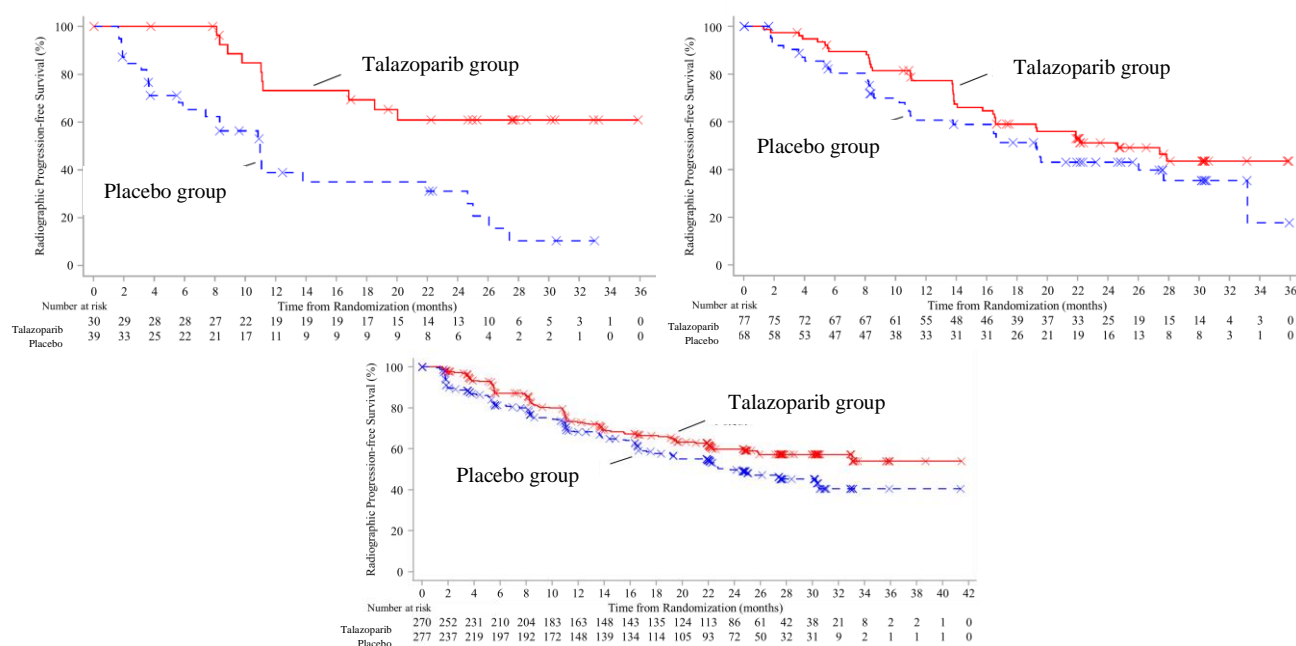 Radiographic Progression-free Survival (%)
100
80
60
40
20
0
Talazoparib group
Placebo group
0 2 4 6 8 10 12 14 16 18 20 22 24 26 28 30 32 34 36
Number at risk
Time from Randomization (months)
Talazoparib
30 29 28 28 27 22 19 19 19 17 15 14 13 10 6 5 3 1 0
Placebo
39 33 25 22 21 17 11 9 9 9 9 8 6 4 2 2 1 0 0
Radiographic Progression-free Survival (%)
100
80
60
40
20
0
Talazoparib group
Placebo group
0 2 4 6 8 10 12 14 16 18 20 22 24 26 28 30 32 34 36
Number at risk
Time from Randomization (months)
Talazoparib
77 75 72 67 67 61 55 48 46 39 37 33 25 19 15 14 4 3 0
Placebo
68 58 53 47 47 38 33 31 31 26 21 19 16 13 8 8 3 1 0
Radiographic Progression-free Survival (%)
100
80
60
40
20
0
Talazoparib group
Placebo group
0 2 4 6 8 10 12 14 16 18 20 22 24 26 28 30 32 34 36 38 40 42
Number at risk
Time from Randomization (months)
Talazoparib
270 252 231 210 204 183 163 148 143 135 124 113 86 61 42 38 21 8 2 2 1 0
Placebo
277 237 219 197 192 172 148 139 134 114 105 93 72 50 32 31 9 2 1 1 1 0